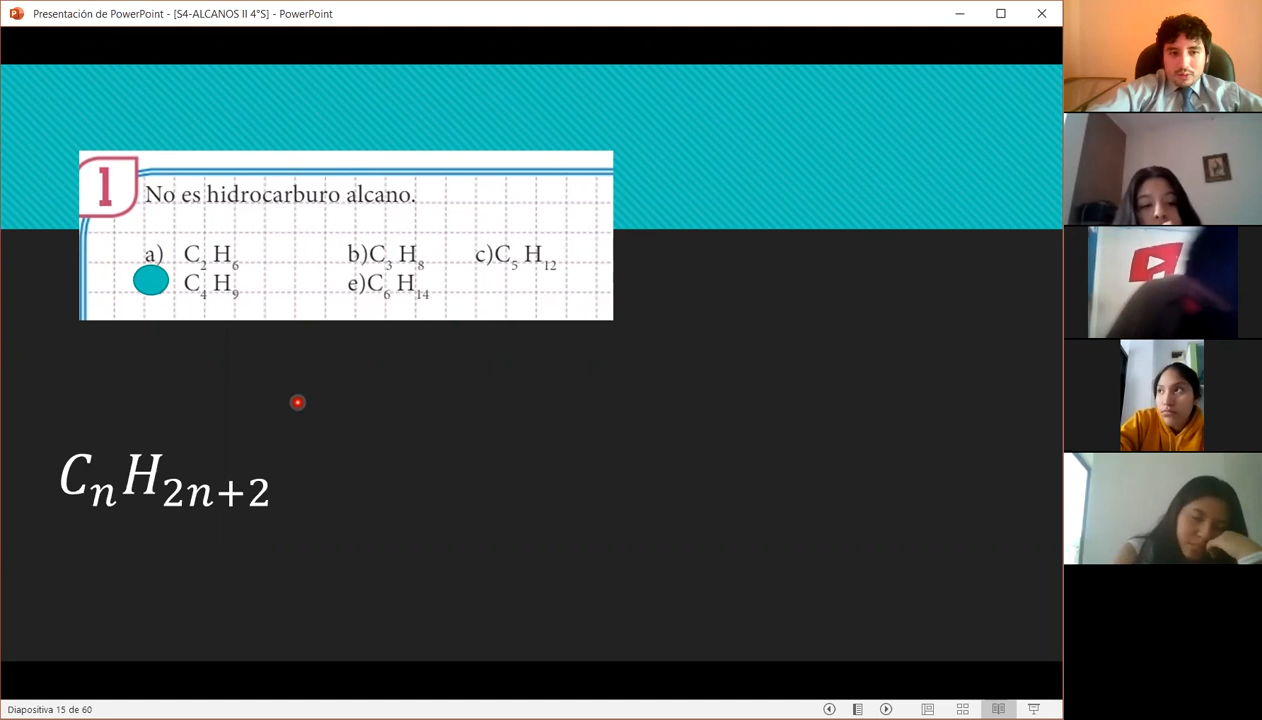 Presentación de PowerPoint - [S4-ALCANOS II 4°S] - PowerPoint
1
No es hidrocarburo alcano.
a) C₂ H₆ b)C₃ H₈ c)C₅ H₁₂
C₄ H₉ e)C₆ H₁₄
CₙH₂ₙ₊₂
Diapositiva 15 de 60